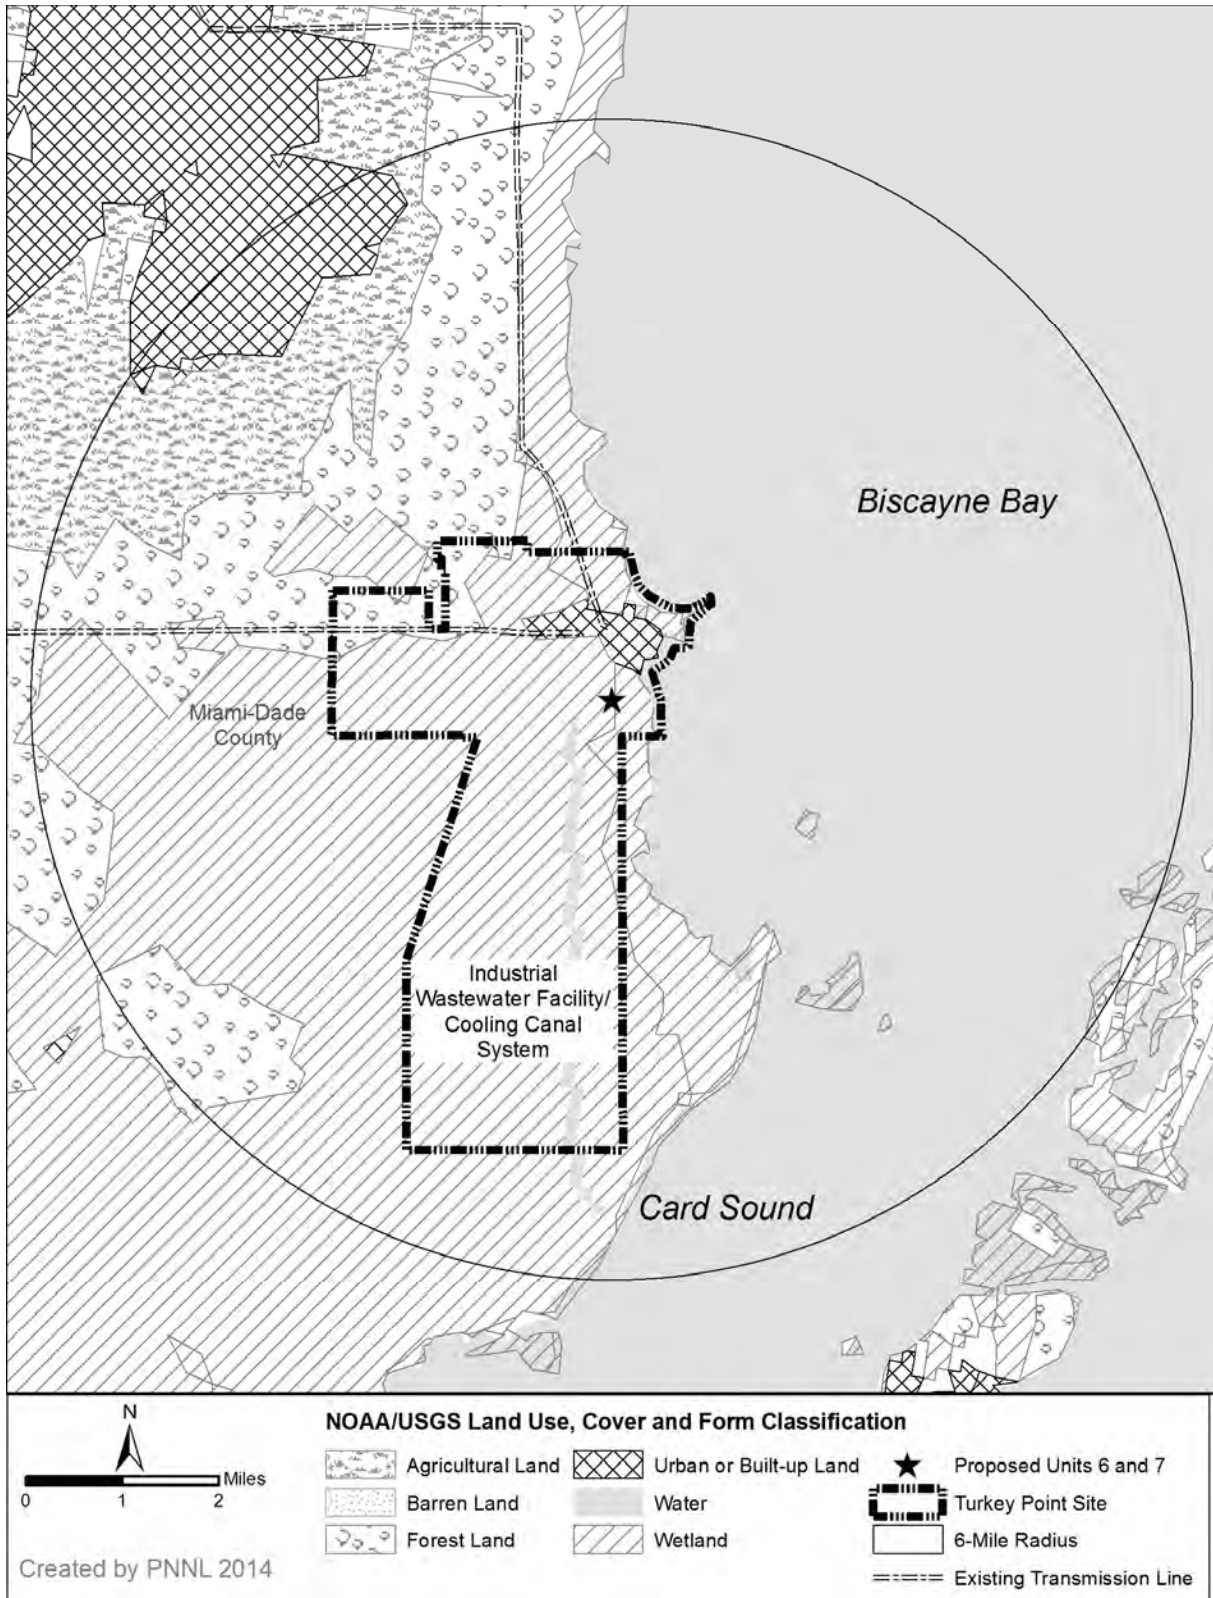 Biscayne Bay
Miami-Dade
County
Industrial
Wastewater Facility/
Cooling Canal
System
Card Sound
N
Miles
0 1 2
Created by PNNL 2014
NOAA/USGS Land Use, Cover and Form Classification
Agricultural Land
Barren Land
Forest Land
Urban or Built-up Land
Water
Wetland
Proposed Units 6 and 7
Turkey Point Site
6-Mile Radius
Existing Transmission Line